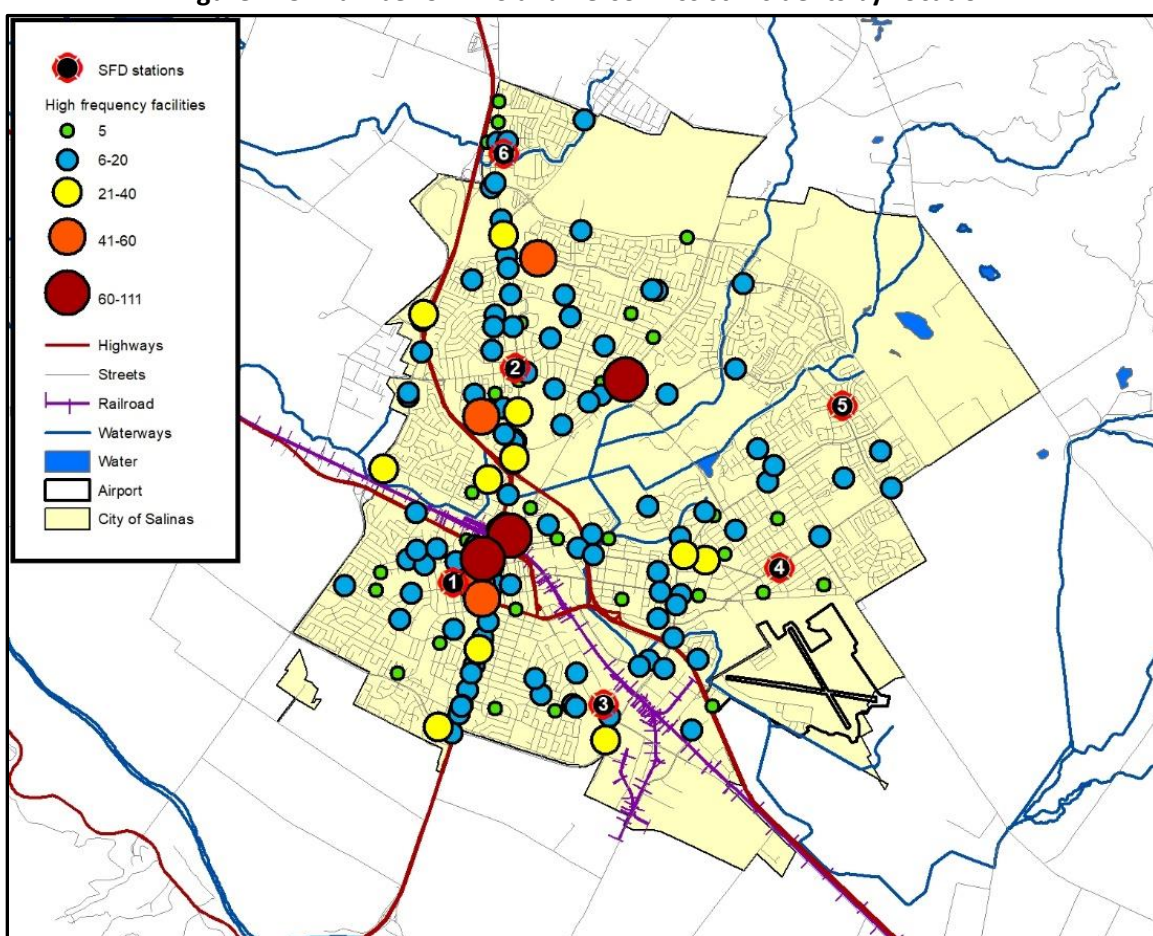 SFD stations
High frequency facilities
5
6-20
21-40
41-60
60-111
Highways
Streets
Railroad
Waterways
Water
Airport
City of Salinas
6
2
5
4
1
3